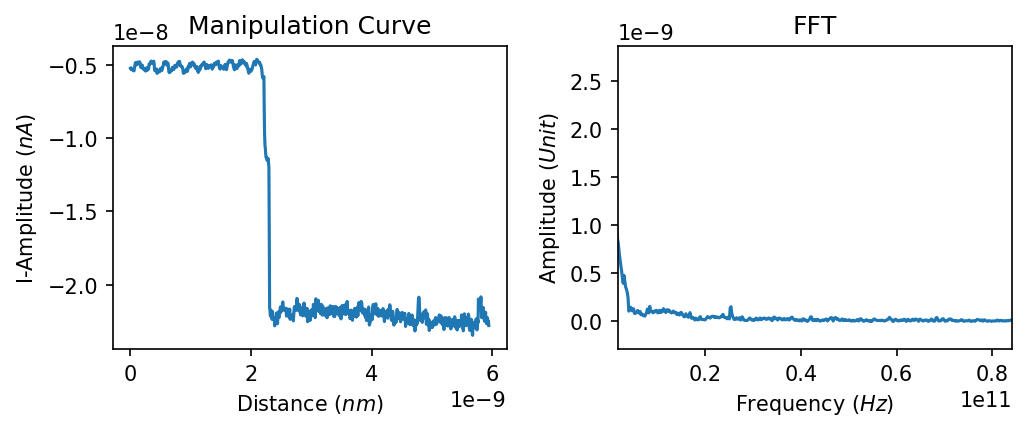 Manipulation Curve
1e−8
−0.5
−1.0
−1.5
−2.0
I-Amplitude (nA)
0
2
4
6
1e−9
Distance (nm)
FFT
1e−9
2.5
2.0
1.5
1.0
0.5
0.0
Amplitude (Unit)
0.2
0.4
0.6
0.8
1e11
Frequency (Hz)